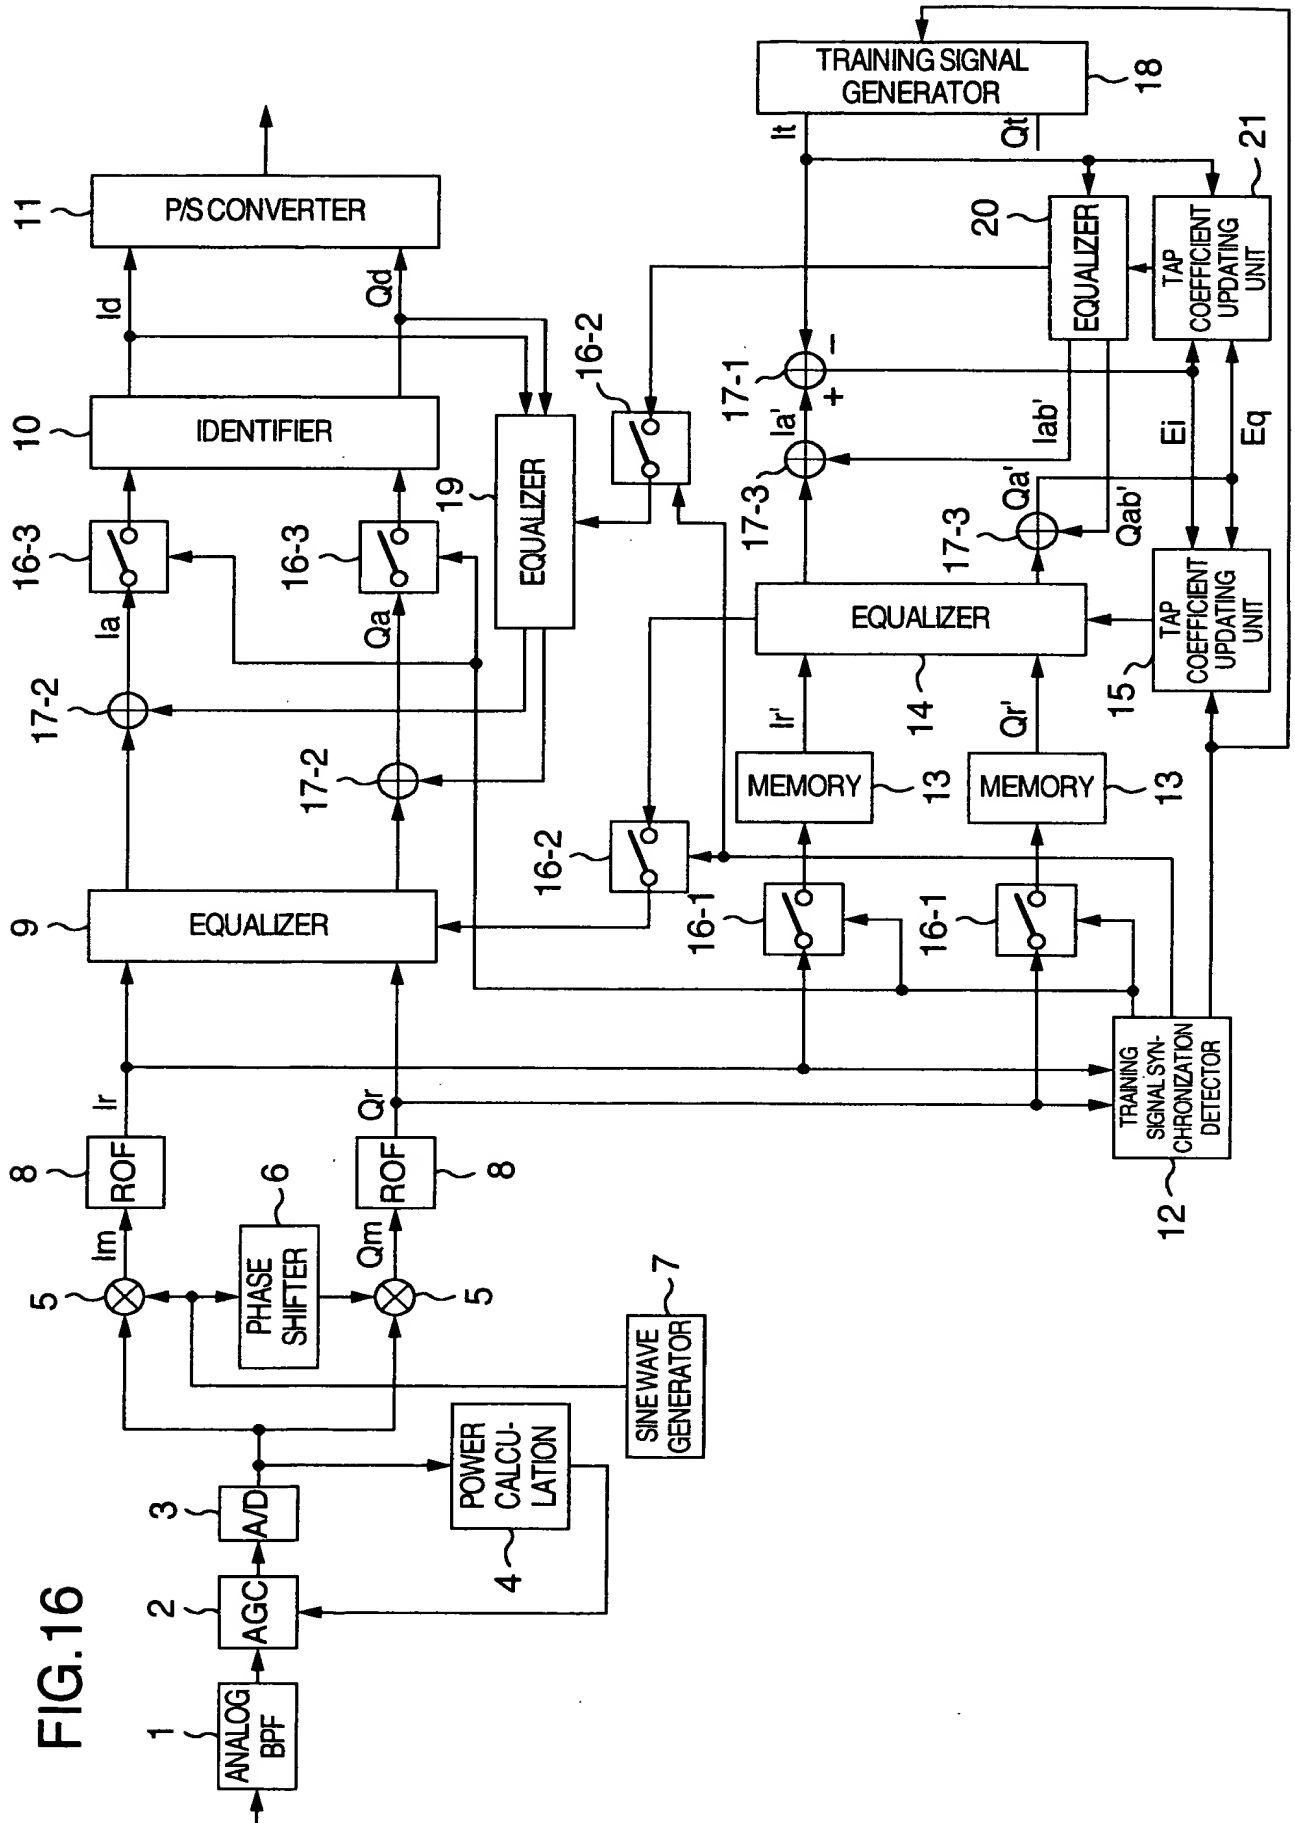 FIG.16
1
ANALOG
BPF
2
AGC
3
A/D
4
POWER
CALCU-
LATION
5
5
Im
Qm
6
PHASE
SHIFTER
7
SINE WAVE
GENERATOR
8
ROF
8
ROF
Ir
Qr
9
EQUALIZER
17-2
17-2
Ia
Qa
16-3
16-3
10
IDENTIFIER
Id
Qd
11
P/S CONVERTER
19
EQUALIZER
16-2
16-2
12
TRAINING
SIGNAL SYN-
CHRONIZATION
DETECTOR
16-1
16-1
MEMORY
13
MEMORY
13
Ir'
Qr'
14
EQUALIZER
15
TAP
COEFFICIENT
UPDATING
UNIT
17-3
17-3
Ia'
Qa'
Iab'
Qab'
17-1
+
−
Ei
Eq
20
EQUALIZER
21
TAP
COEFFICIENT
UPDATING
UNIT
It
Qt
TRAINING SIGNAL
GENERATOR
18